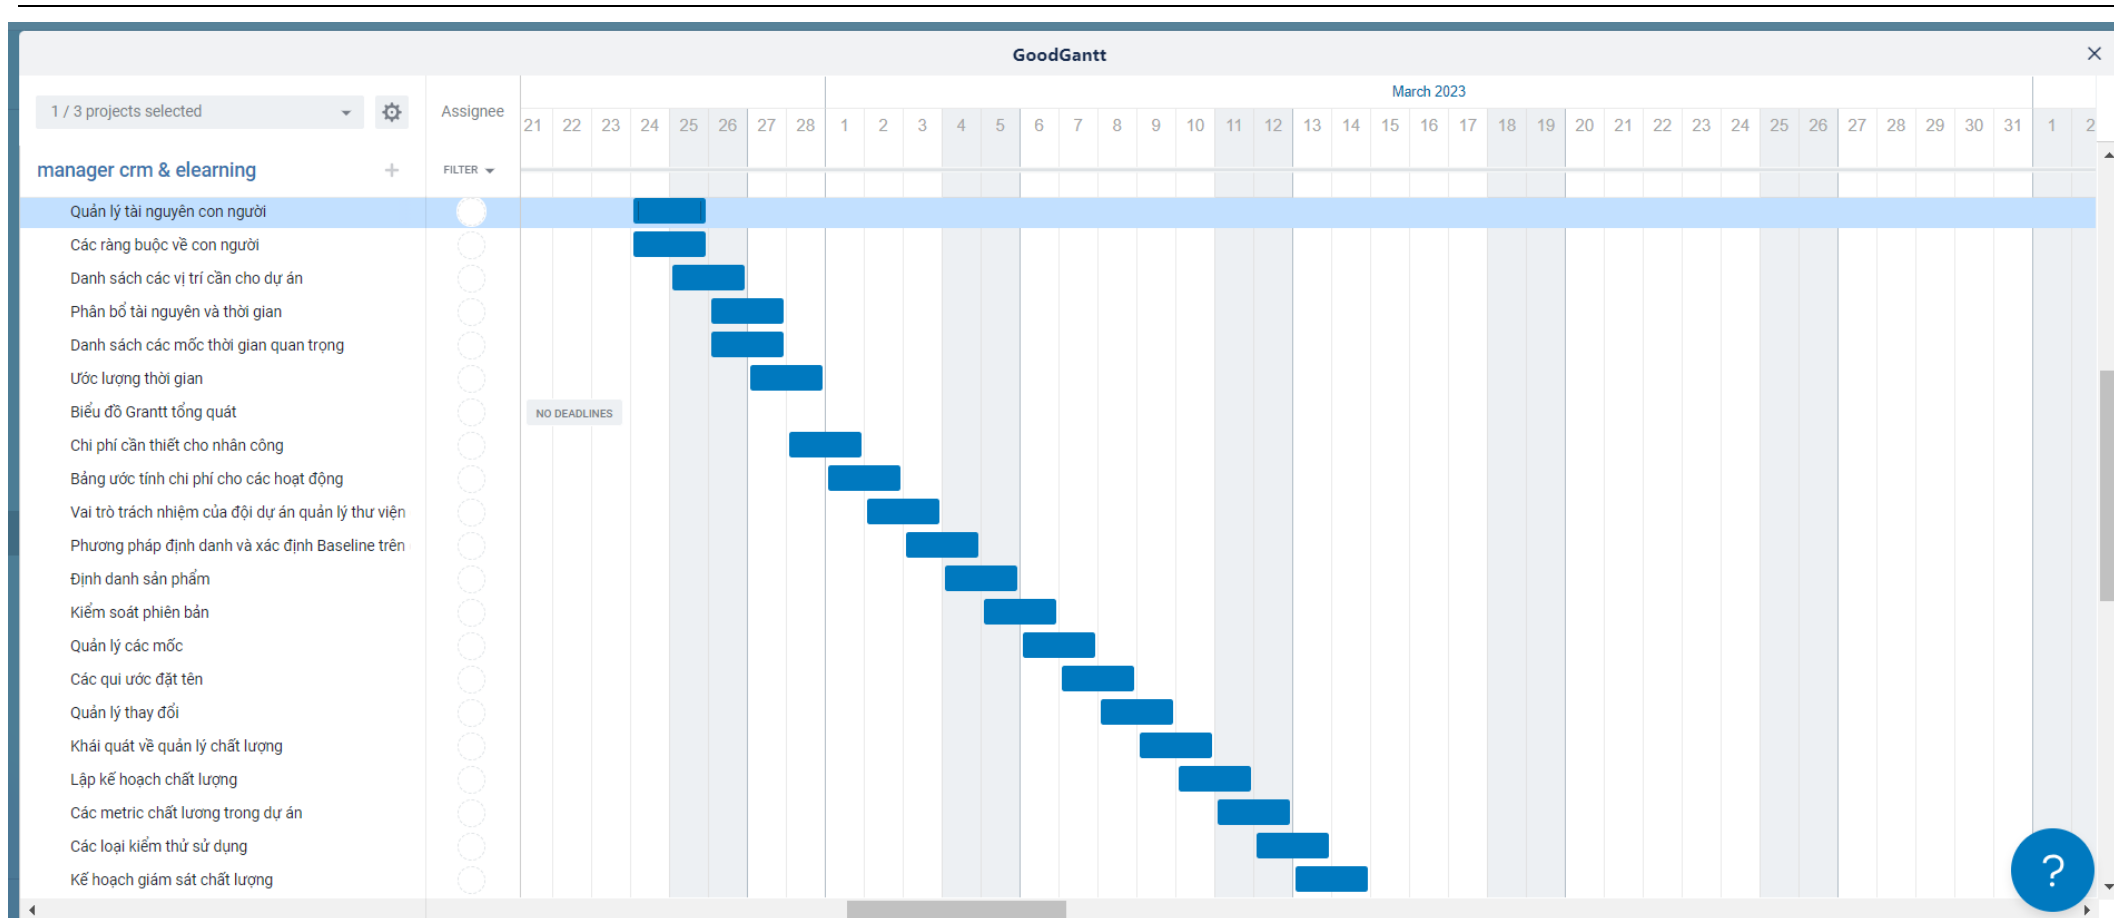 GoodGantt
1 / 3 projects selected
Assignee
March 2023
21 22 23 24 25 26 27 28 1 2 3 4 5 6 7 8 9 10 11 12 13 14 15 16 17 18 19 20 21 22 23 24 25 26 27 28 29 30 31 1 2
manager crm & elearning
FILTER
Quản lý tài nguyên con người
Các ràng buộc về con người
Danh sách các vị trí cần cho dự án
Phân bổ tài nguyên và thời gian
Danh sách các mốc thời gian quan trọng
Ước lượng thời gian
Biểu đồ Grantt tổng quát
NO DEADLINES
Chi phí cần thiết cho nhân công
Bảng ước tính chi phí cho các hoạt động
Vai trò trách nhiệm của đội dự án quản lý thư viện
Phương pháp định danh và xác định Baseline trên
Định danh sản phẩm
Kiểm soát phiên bản
Quản lý các mốc
Các qui ước đặt tên
Quản lý thay đổi
Khái quát về quản lý chất lượng
Lập kế hoạch chất lượng
Các metric chất lương trong dự án
Các loại kiểm thử sử dụng
Kế hoạch giám sát chất lượng
?